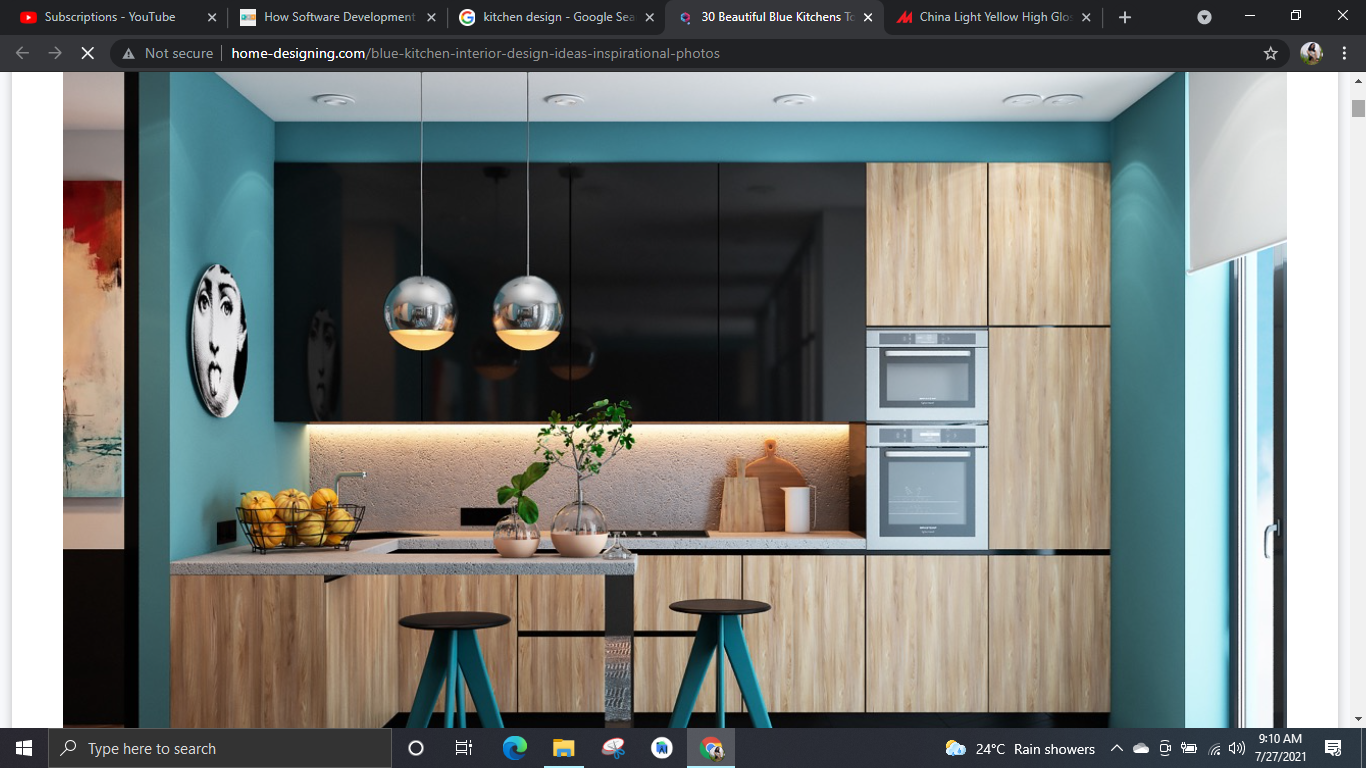 Subscriptions - YouTube
How Software Development
kitchen design - Google Sea
30 Beautiful Blue Kitchens To
China Light Yellow High Glos
Not secure
home-designing.com/blue-kitchen-interior-design-ideas-inspirational-photos
Type here to search
24°C Rain showers
9:10 AM
7/27/2021